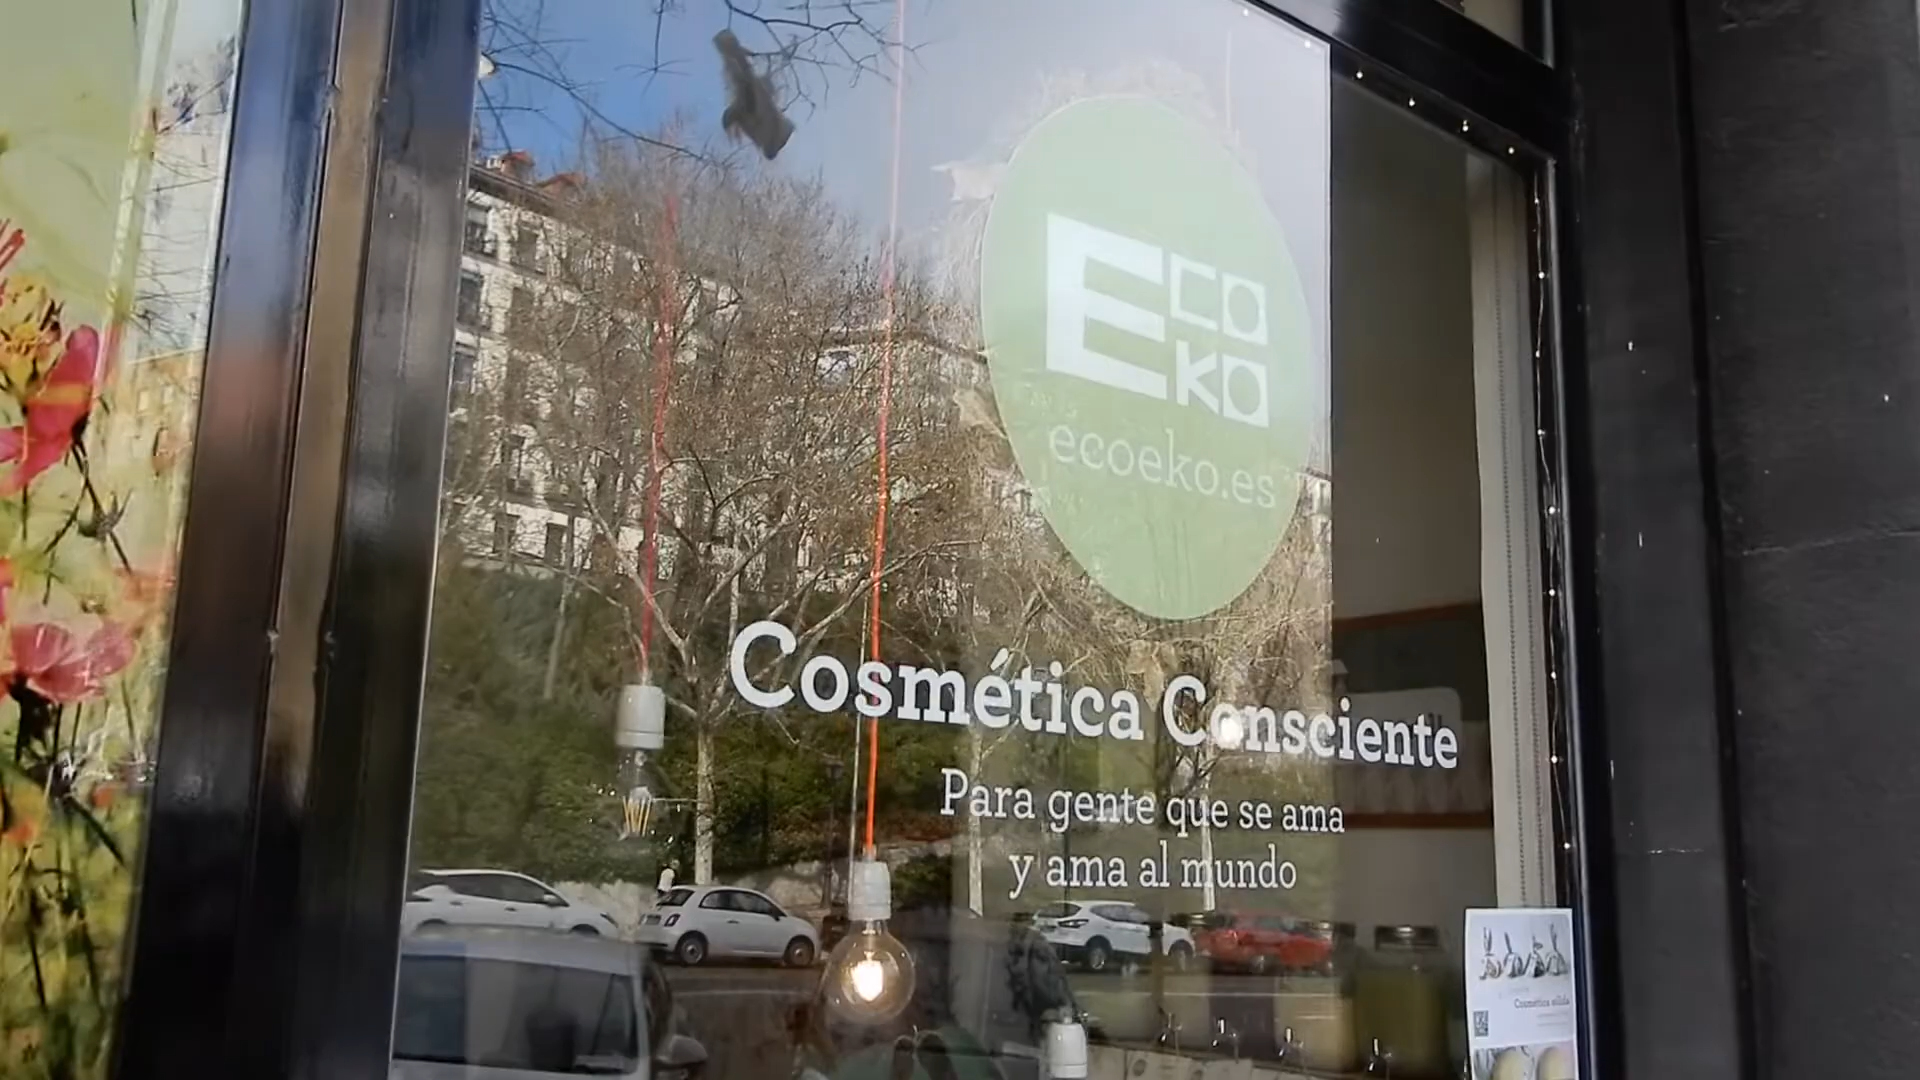 ECO
EKO
ecoeko.es
Cosmética Consciente
Para gente que se ama
y ama al mundo
Cosmética sólida